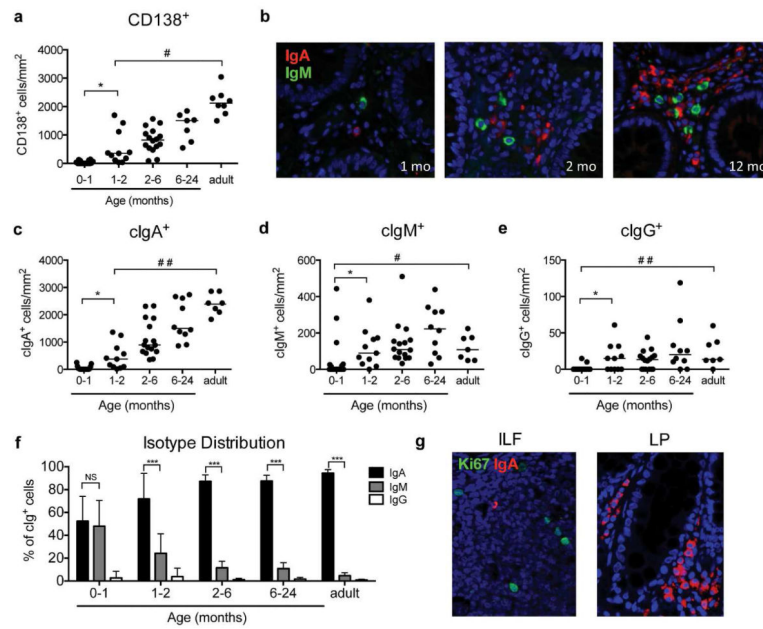 a
CD138+
CD138+ cells/mm2
4000
3000
2000
1000
0
*
#
0-1 1-2 2-6 6-24 adult
Age (months)
b
IgA
IgM
1 mo
2 mo
12 mo
c
cIgA+
cIgA+ cells/mm2
4000
3000
2000
1000
0
*
# #
0-1 1-2 2-6 6-24 adult
Age (months)
d
cIgM+
cIgM+ cells/mm2
600
400
200
0
*
#
0-1 1-2 2-6 6-24 adult
Age (months)
e
cIgG+
cIgG+ cells/mm2
150
100
50
0
*
# #
0-1 1-2 2-6 6-24 adult
Age (months)
f
Isotype Distribution
% of cIg+ cells
100
80
60
40
20
0
NS
***
***
***
***
IgA
IgM
IgG
0-1 1-2 2-6 6-24 adult
Age (months)
g
ILF
Ki67 IgA
LP